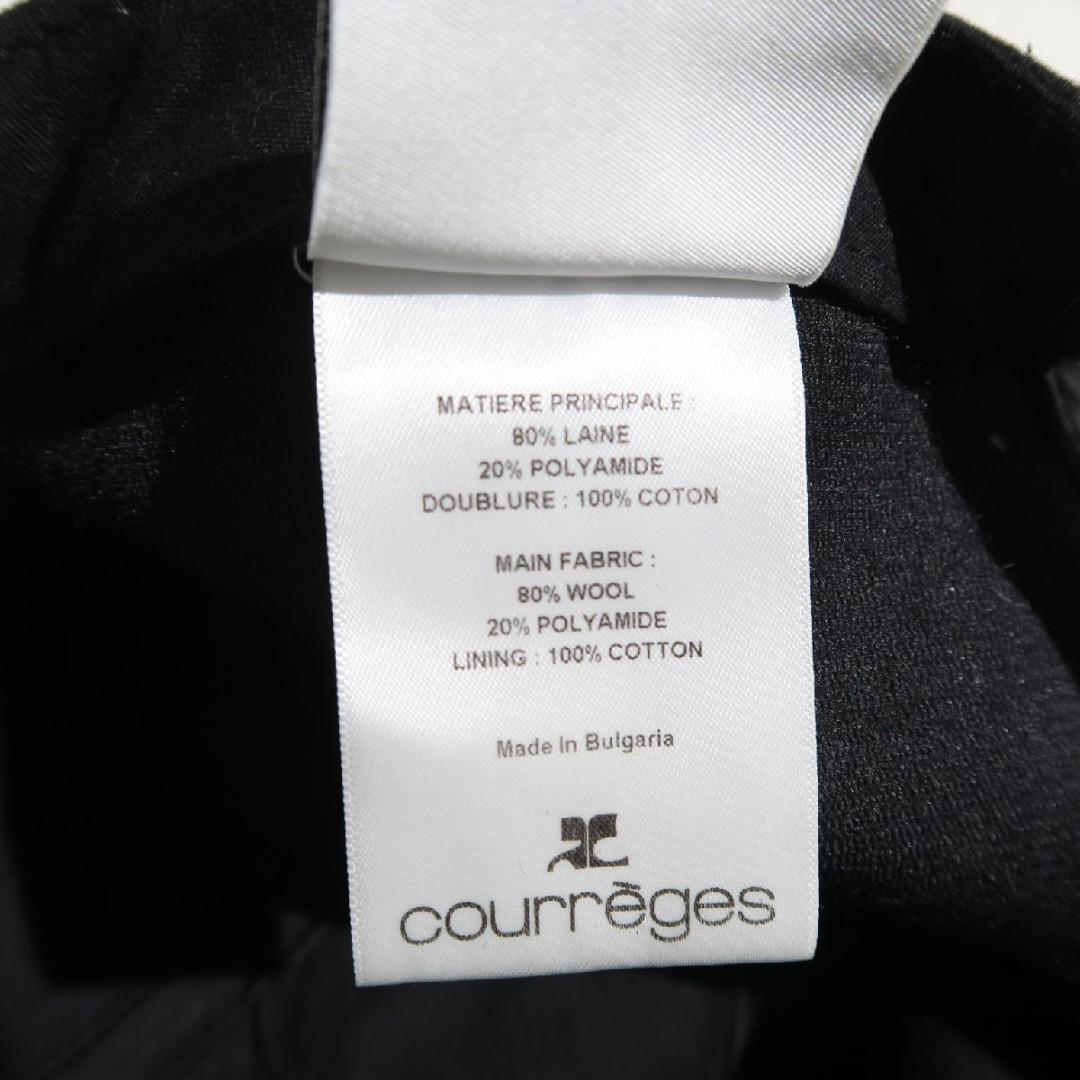 MATIERE PRINCIPALE :
80% LAINE
20% POLYAMIDE
DOUBLURE : 100% COTON
MAIN FABRIC :
80% WOOL
20% POLYAMIDE
LINING : 100% COTTON
Made In Bulgaria
courrèges